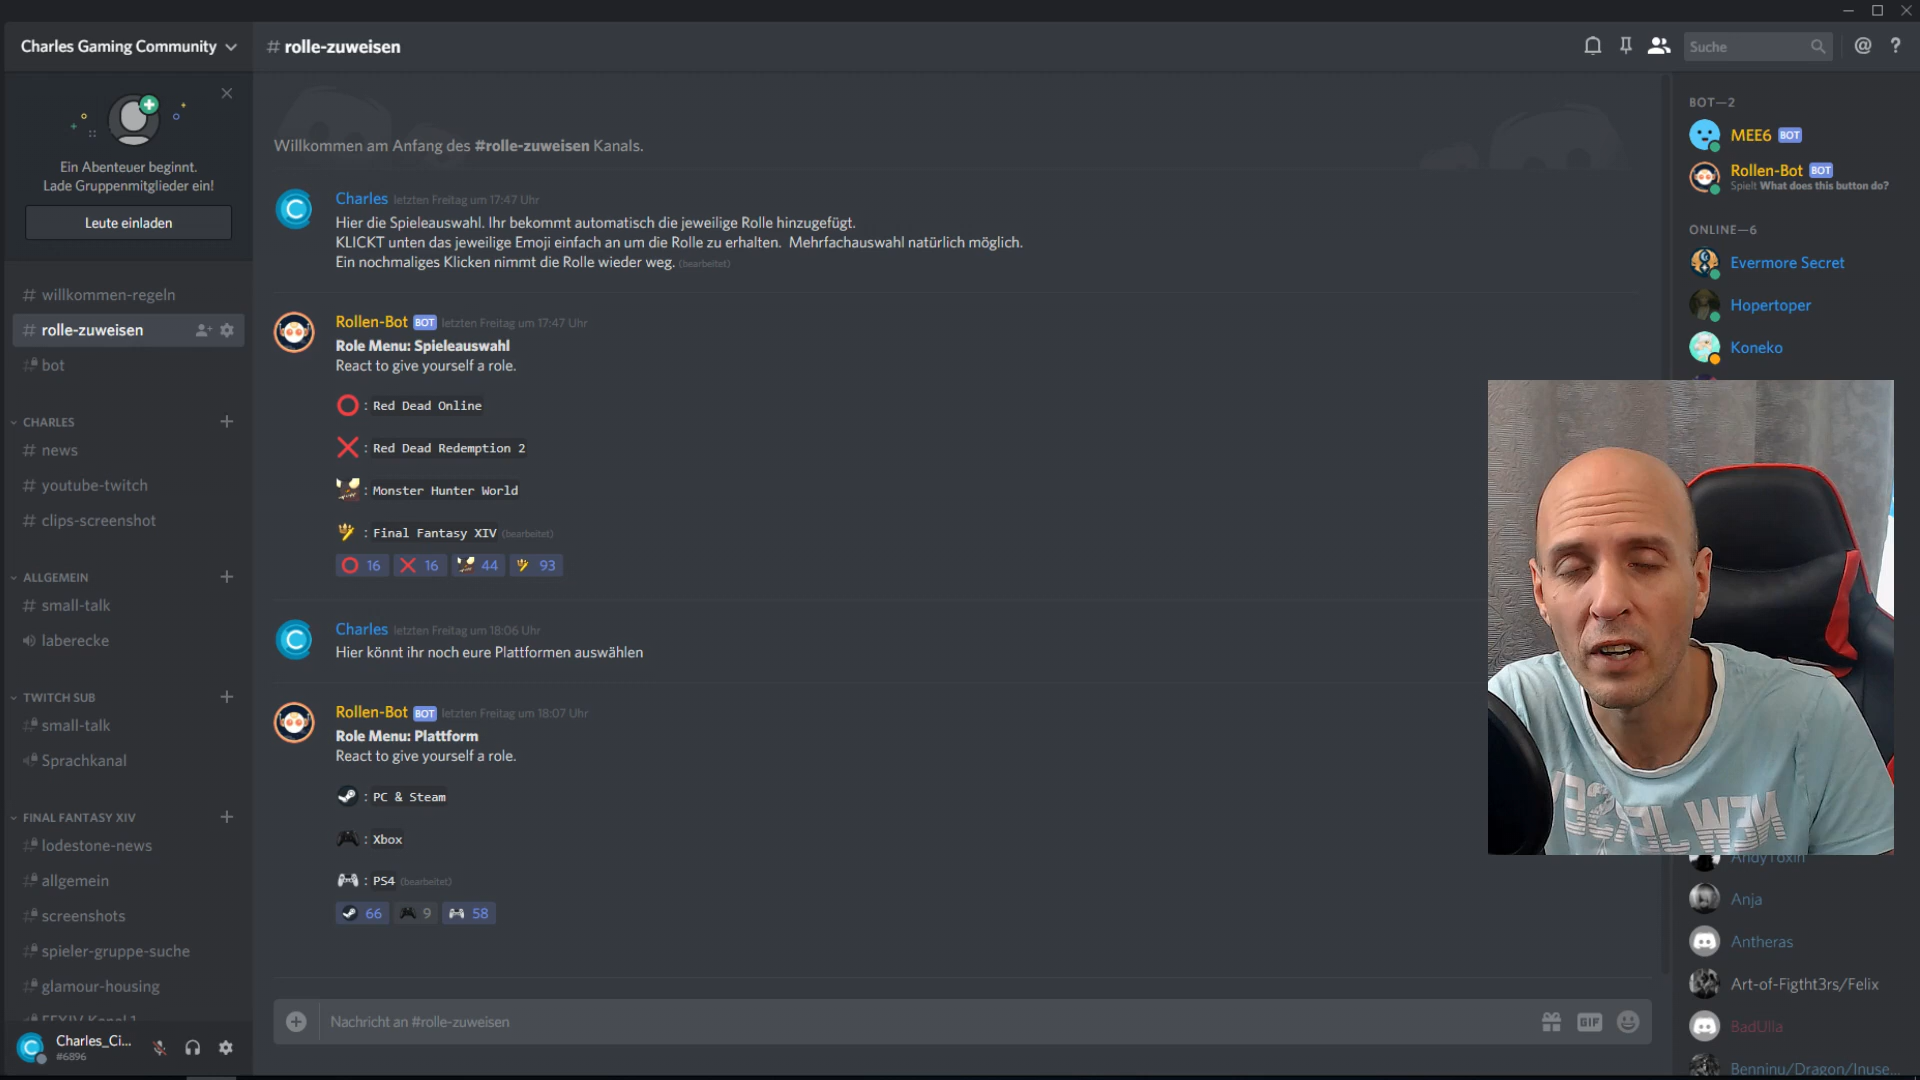 Charles Gaming Community
# rolle-zuweisen
Suche
@
?
Ein Abenteuer beginnt.
Lade Gruppenmitglieder ein!
Leute einladen
# willkommen-regeln
# rolle-zuweisen
# bot
CHARLES
# news
# youtube-twitch
# clips-screenshot
ALLGEMEIN
# small-talk
laberecke
TWITCH SUB
# small-talk
Sprachkanal
FINAL FANTASY XIV
# lodestone-news
# allgemein
# screenshots
# spieler-gruppe-suche
# glamour-housing
Charles_Ci...
#6896
Willkommen am Anfang des #rolle-zuweisen Kanals.
Charles letzten Freitag um 17:47 Uhr
Hier die Spieleauswahl. Ihr bekommt automatisch die jeweilige Rolle hinzugefügt.
KLICKT unten das jeweilige Emoji einfach an um die Rolle zu erhalten. Mehrfachauswahl natürlich möglich.
Ein nochmaliges Klicken nimmt die Rolle wieder weg. (bearbeitet)
Rollen-Bot BOT letzten Freitag um 17:47 Uhr
Role Menu: Spieleauswahl
React to give yourself a role.
: Red Dead Online
: Red Dead Redemption 2
: Monster Hunter World
: Final Fantasy XIV (bearbeitet)
16 16 44 93
Charles letzten Freitag um 18:06 Uhr
Hier könnt ihr noch eure Plattformen auswählen
Rollen-Bot BOT letzten Freitag um 18:07 Uhr
Role Menu: Plattform
React to give yourself a role.
: PC & Steam
: Xbox
: PS4 (bearbeitet)
66 9 58
Nachricht an #rolle-zuweisen
GIF
BOT—2
MEE6 BOT
Rollen-Bot BOT
Spielt What does this button do?
ONLINE—6
Evermore Secret
Hopertoper
Koneko
AndyToxin
Anja
Antheras
Art-of-Figtht3rs/Felix
BadUlla
Benninu/Dragon/Inuse...